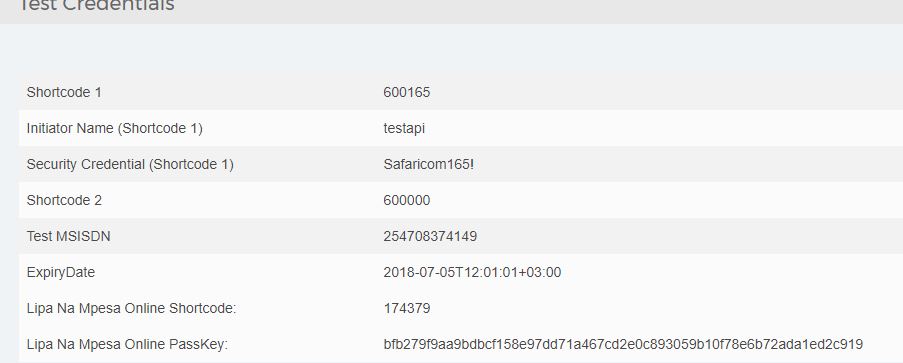 Test Credentials
Shortcode 1 600165
Initiator Name (Shortcode 1) testapi
Security Credential (Shortcode 1) Safaricom165!
Shortcode 2 600000
Test MSISDN 254708374149
ExpiryDate 2018-07-05T12:01:01+03:00
Lipa Na Mpesa Online Shortcode: 174379
Lipa Na Mpesa Online PassKey: bfb279f9aa9bdbcf158e97dd71a467cd2e0c893059b10f78e6b72ada1ed2c919